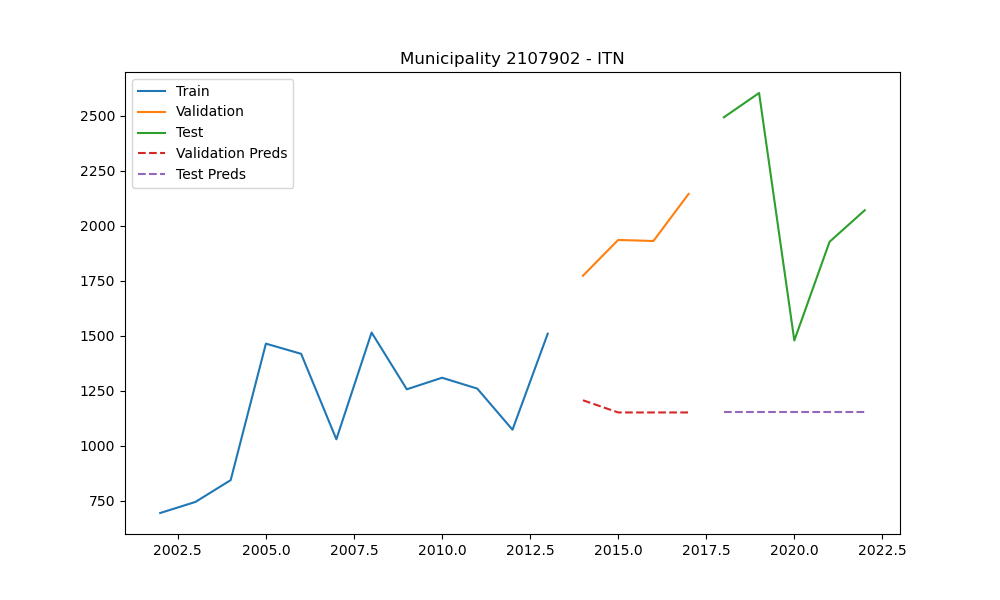 Municipality 2107902 - ITN
Train
Validation
Test
Validation Preds
Test Preds
2500
2250
2000
1750
1500
1250
1000
750
2002.5 2005.0 2007.5 2010.0 2012.5 2015.0 2017.5 2020.0 2022.5